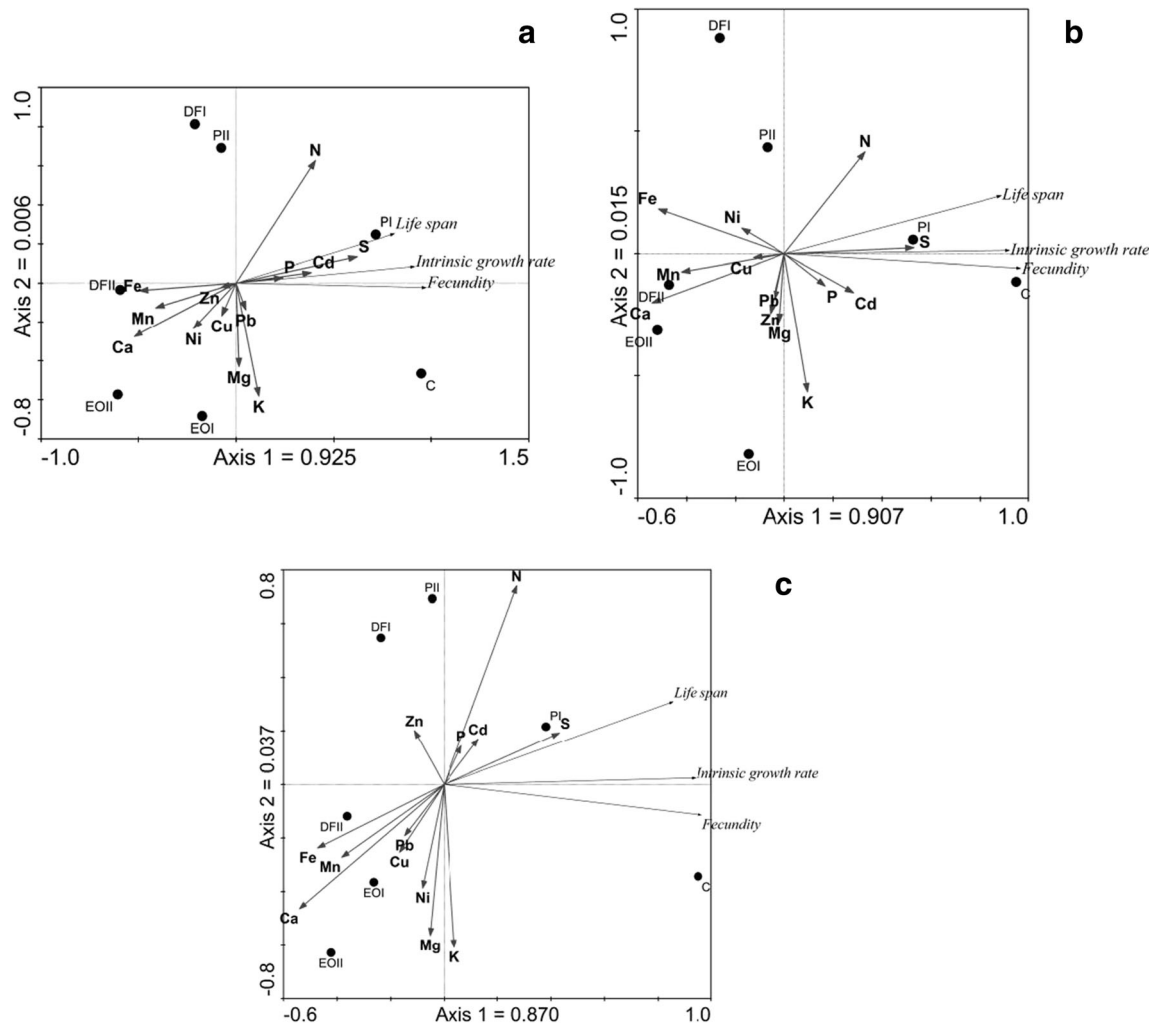 a
1.0
DFI
PII
N
PI
Life span
S
Cd
P
Intrinsic growth rate
Fecundity
DFII
Fe
Zn
Mn
Cu
Pb
Ca
Ni
Mg
K
C
EOII
EOI
Axis 2 = 0.006
-0.8
-1.0
Axis 1 = 0.925
1.5
b
1.0
DFI
PII
N
Fe
Ni
Life span
PI
S
Intrinsic growth rate
Fecundity
Cu
Mn
DFII
Ca
EOII
Pb
Zn
Mg
P
Cd
C
K
EOI
Axis 2 = 0.015
-1.0
-0.6
Axis 1 = 0.907
1.0
c
0.8
PII
N
DFI
Life span
Zn
P
Cd
PI
S
Intrinsic growth rate
Fecundity
DFII
Fe
Mn
Pb
Cu
EOI
Ni
C
Ca
Mg
K
EOII
Axis 2 = 0.037
-0.8
-0.6
Axis 1 = 0.870
1.0